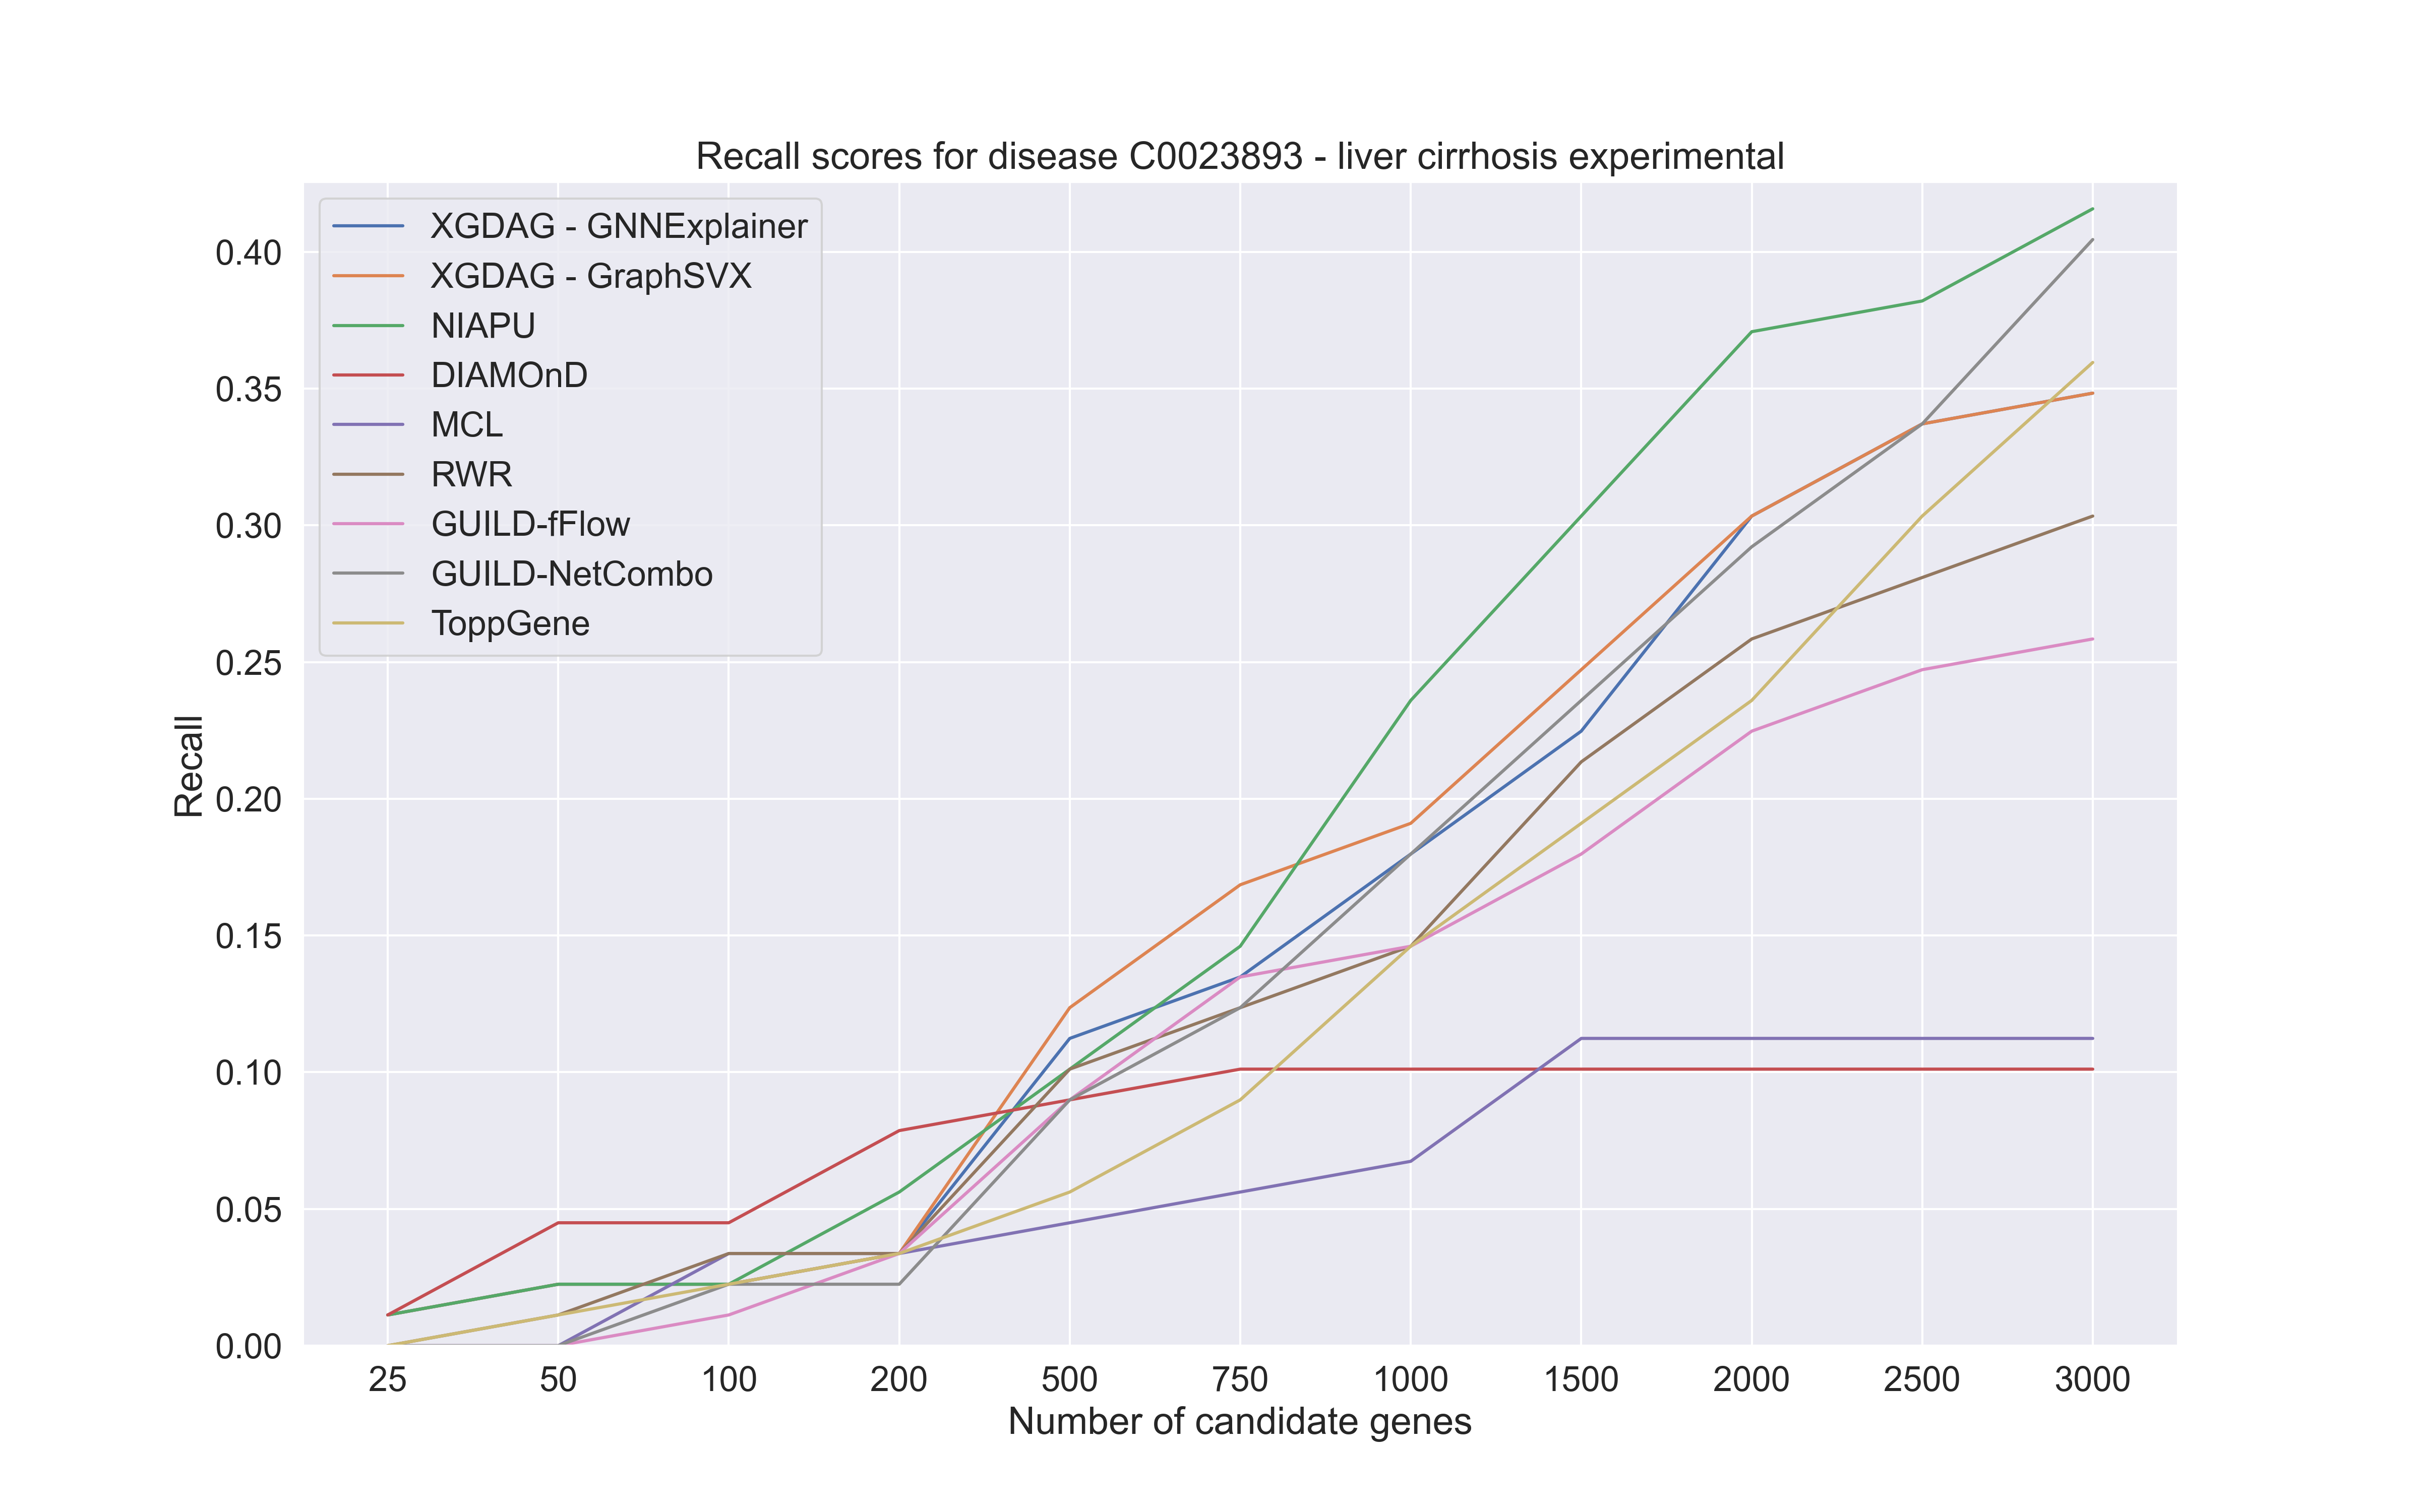 Recall scores for disease C0023893 - liver cirrhosis experimental
XGDAG - GNNExplainer
XGDAG - GraphSVX
NIAPU
DIAMOnD
MCL
RWR
GUILD-fFlow
GUILD-NetCombo
ToppGene
Recall
0.40
0.35
0.30
0.25
0.20
0.15
0.10
0.05
0.00
25 50 100 200 500 750 1000 1500 2000 2500 3000
Number of candidate genes